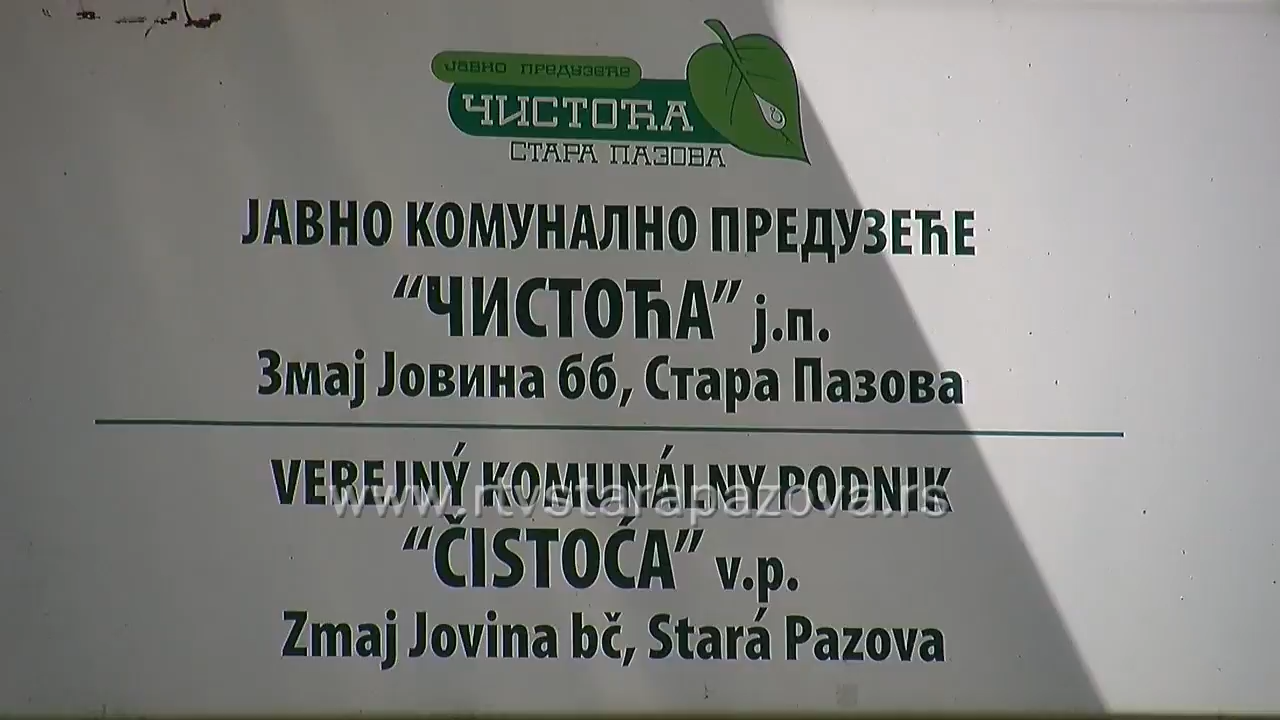 ЈАВНО ПРЕДУЗЕЋЕ
ЧИСТОЋА
СТАРА ПАЗОВА
ЈАВНО КОМУНАЛНО ПРЕДУЗЕЋЕ
“ЧИСТОЋА” ј.п.
Змај Јовина бб, Стара Пазова
VEREJNÝ KOMUNÁLNY PODNIK
www.rtvstarapazova.rs
“ČISTOĆA” v.p.
Zmaj Jovina bč, Stará Pazova